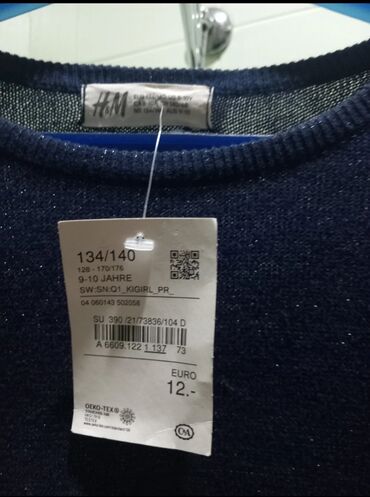 H&M
134/140
128 - 170/176
9-10 JAHRE
SW:SN:Q1_KIGIRL_PR_
04 060143 502058
SU 390 /21/73836/104 D
A 6609.122 1.137 73
EURO
12.-
OEKO-TEX®
C&A